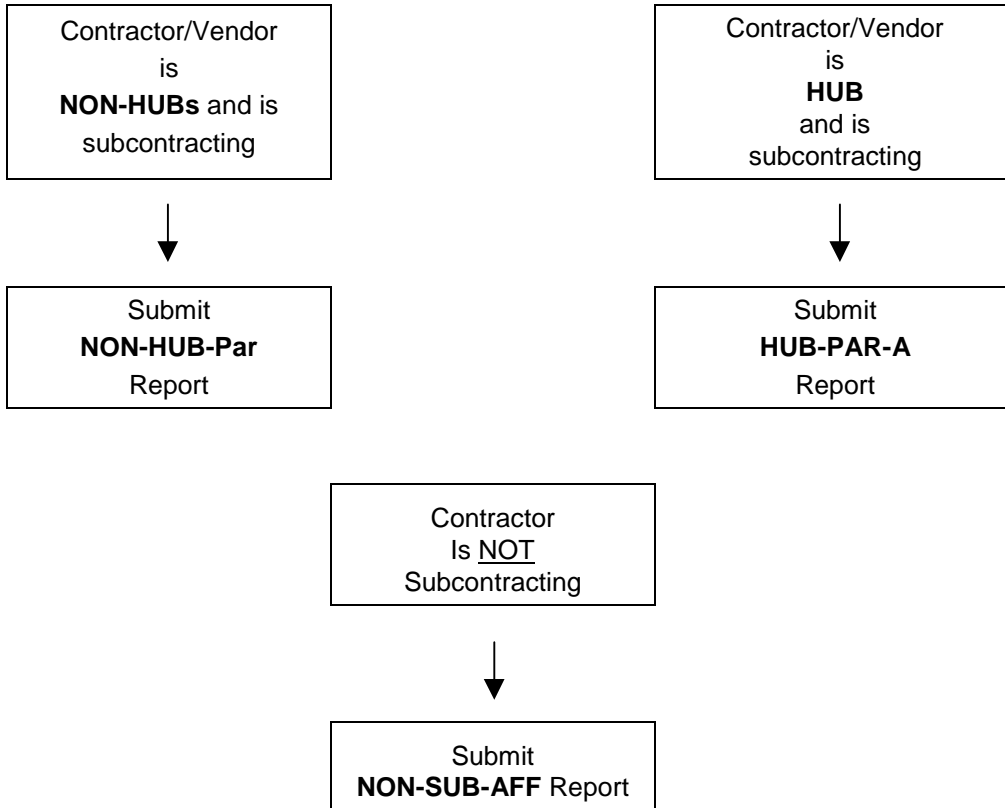 Contractor/Vendor
is
NON-HUBs and is
subcontracting
Contractor/Vendor
is
HUB
and is
subcontracting
Submit
NON-HUB-Par
Report
Submit
HUB-PAR-A
Report
Contractor
Is NOT
Subcontracting
Submit
NON-SUB-AFF Report